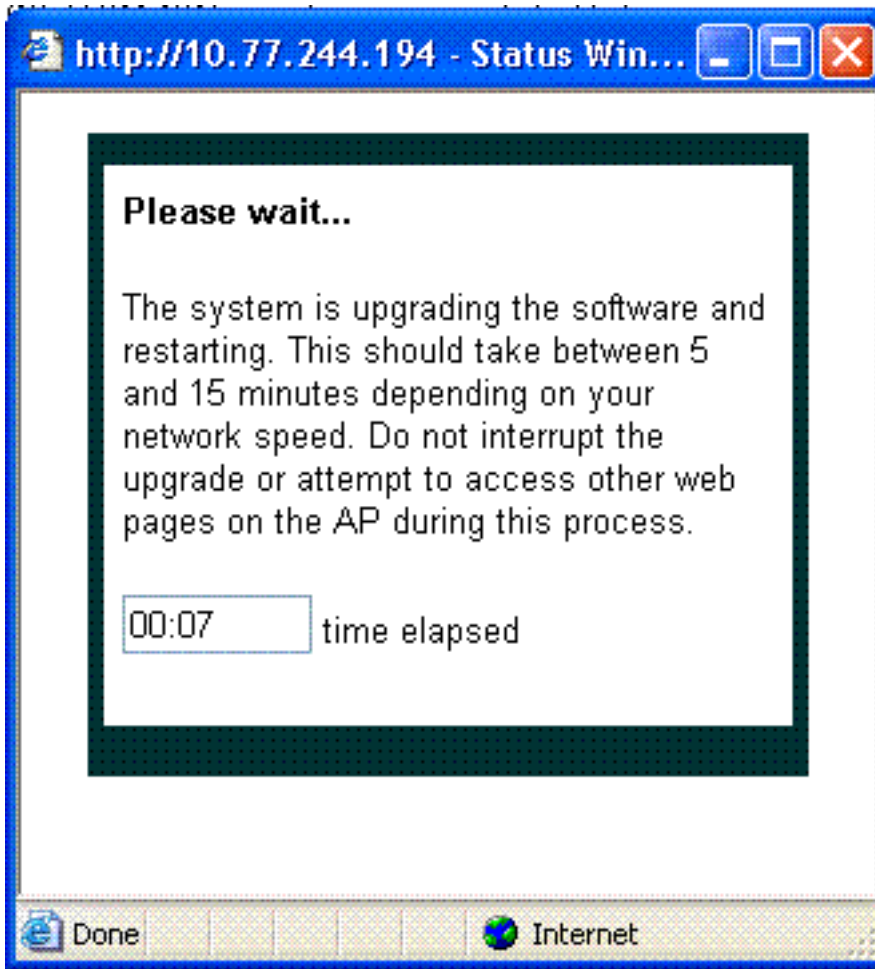 http://10.77.244.194 - Status Win...
Please wait...
The system is upgrading the software and
restarting. This should take between 5
and 15 minutes depending on your
network speed. Do not interrupt the
upgrade or attempt to access other web
pages on the AP during this process.
00:07 time elapsed
Done Internet